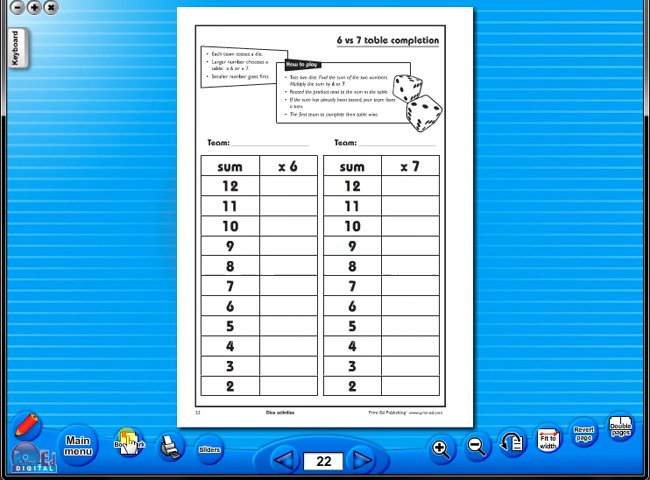 Keyboard
6 vs 7 table completion
• Each team tosses a die.
• Larger number chooses a
table: x 6 or x 7.
• Smaller number goes first.
How to play
• Toss two dice. Find the sum of the two numbers.
Multiply the sum by 6 or 7.
• Record the product next to the sum in the table.
• If the sum has already been tossed, your team loses
a turn.
• The first team to complete their table wins.
Team: Team:
sum x 6 sum x 7
12 12
11 11
10 10
9 9
8 8
7 7
6 6
5 5
4 4
3 3
2 2
22 Dice activities Prim-Ed Publishing www.prim-ed.com
Main
menu
Sliders
22
Fit to
width
Revert
page
Double
pages
DIGITAL